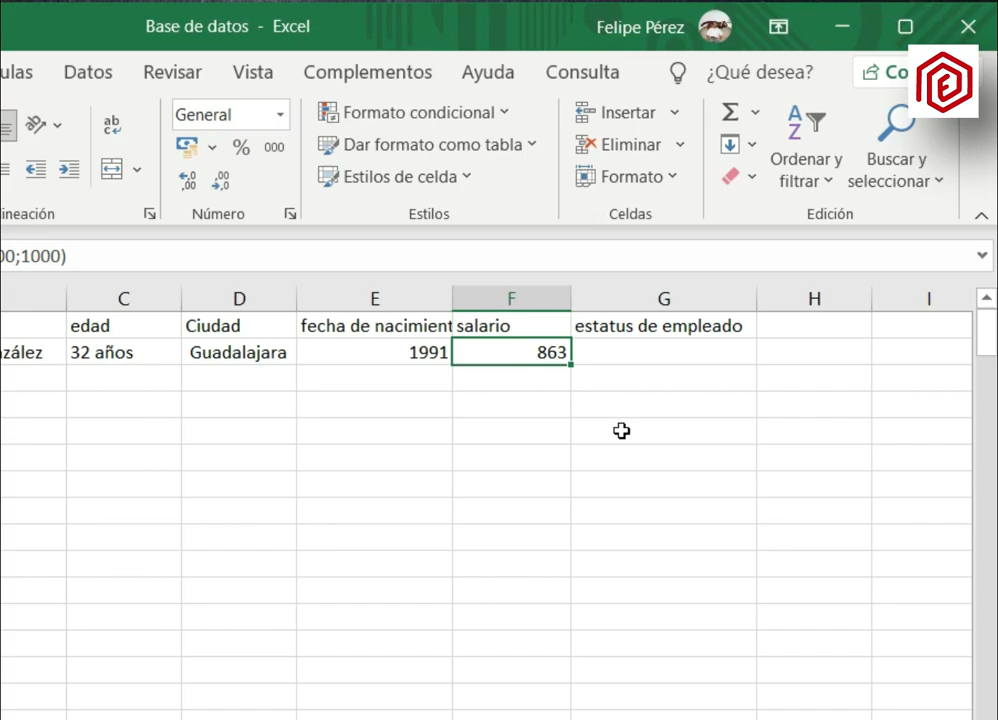 Base de datos - Excel
Felipe Pérez
ulas Datos Revisar Vista Complementos Ayuda Consulta ¿Qué desea? Co
General
% 000
Formato condicional
Dar formato como tabla
Estilos de celda
Insertar
Eliminar
Formato
Σ
Ordenar y filtrar
Buscar y seleccionar
ineación Número Estilos Celdas Edición
00;1000)
C D E F G H I
edad Ciudad fecha de nacimient salario estatus de empleado
nzález 32 años Guadalajara 1991 863